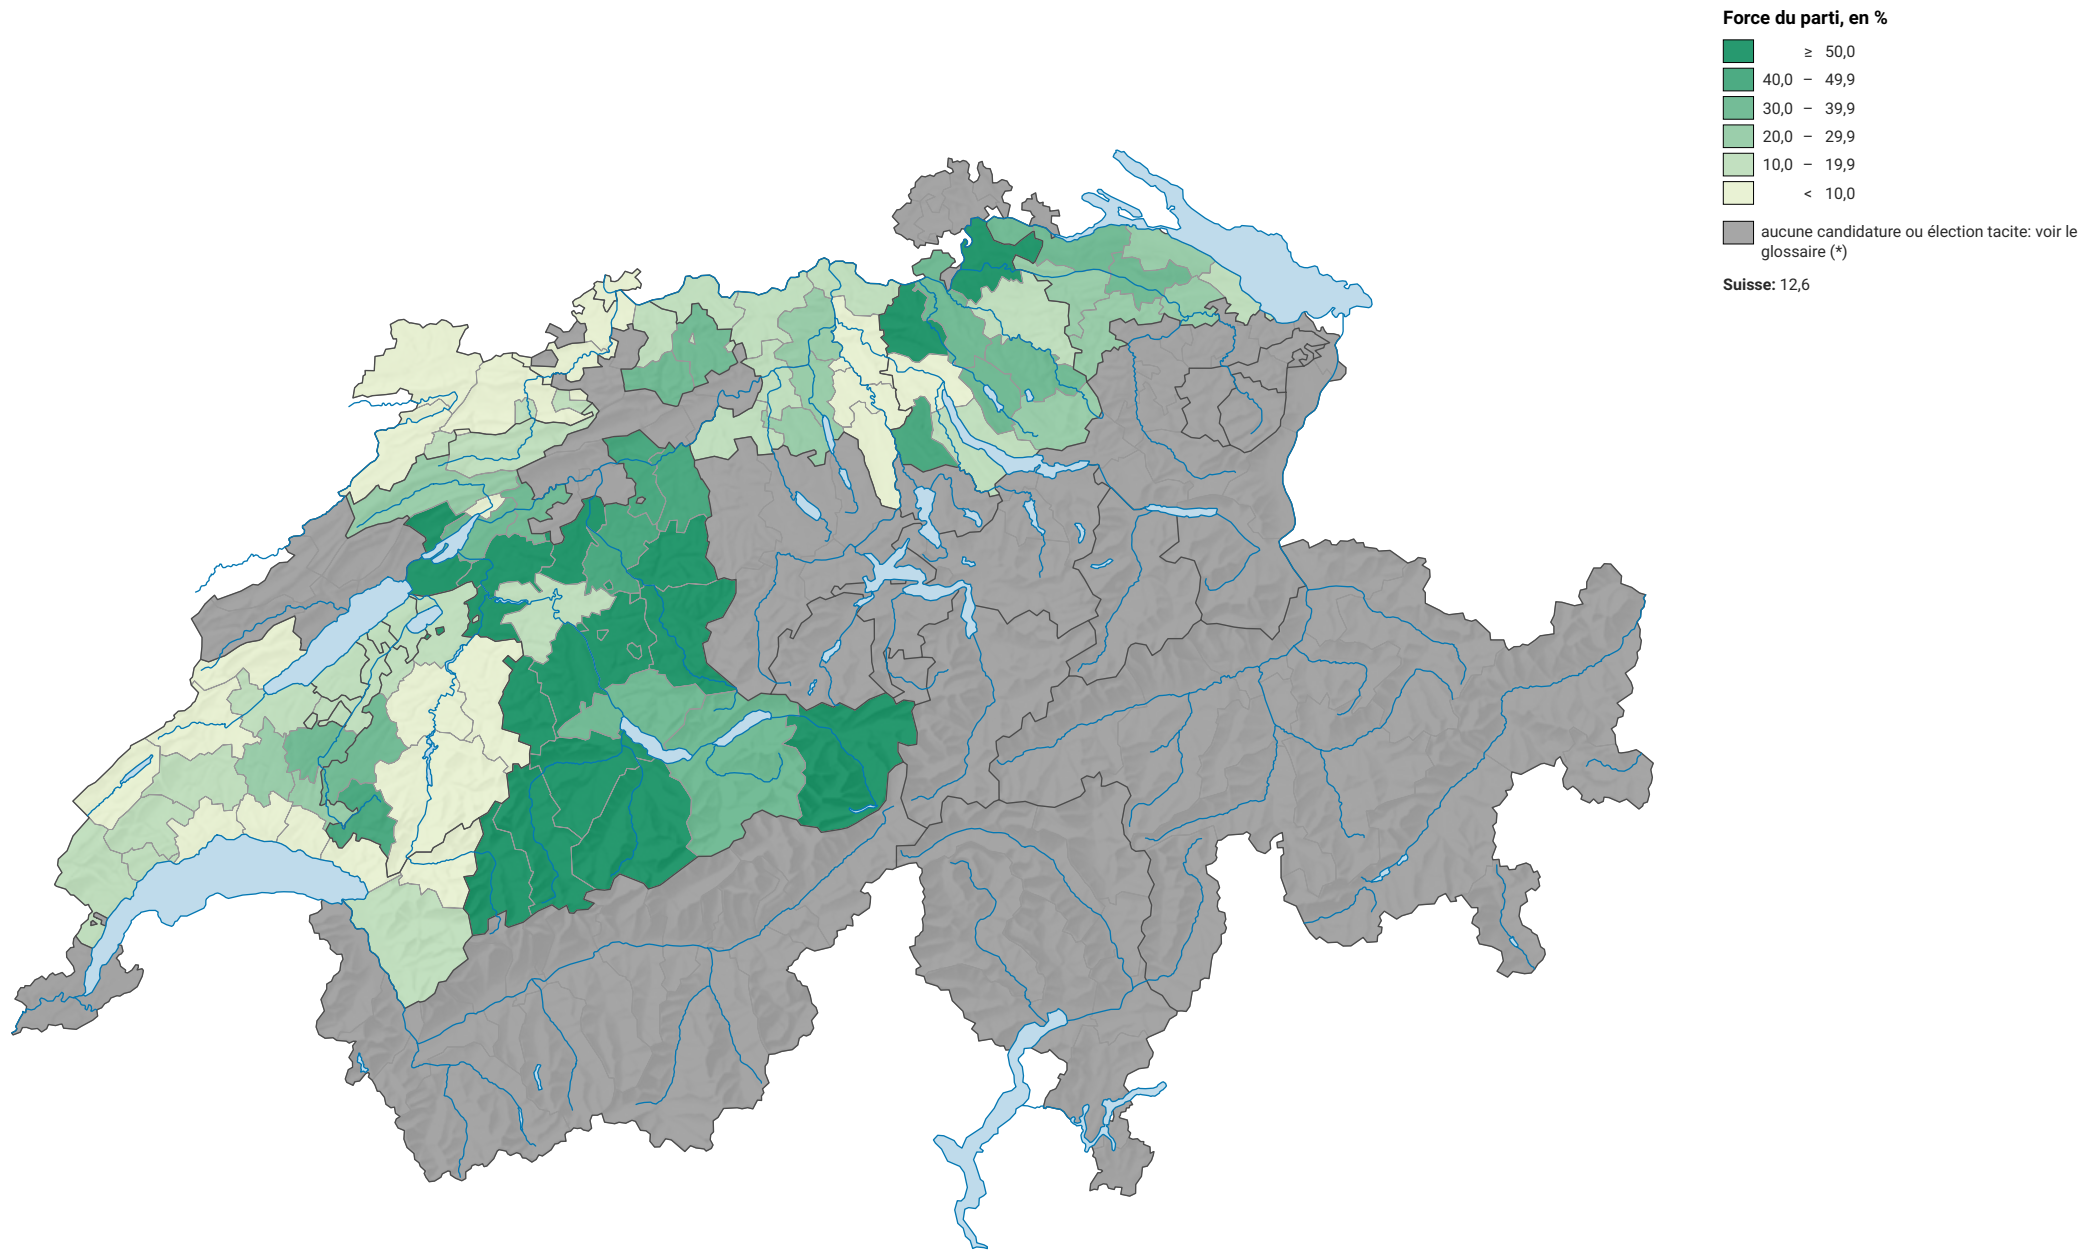 Force du parti, en %
≥ 50,0
40,0 – 49,9
30,0 – 39,9
20,0 – 29,9
10,0 – 19,9
< 10,0
aucune candidature ou élection tacite: voir le
glossaire (*)
Suisse: 12,6